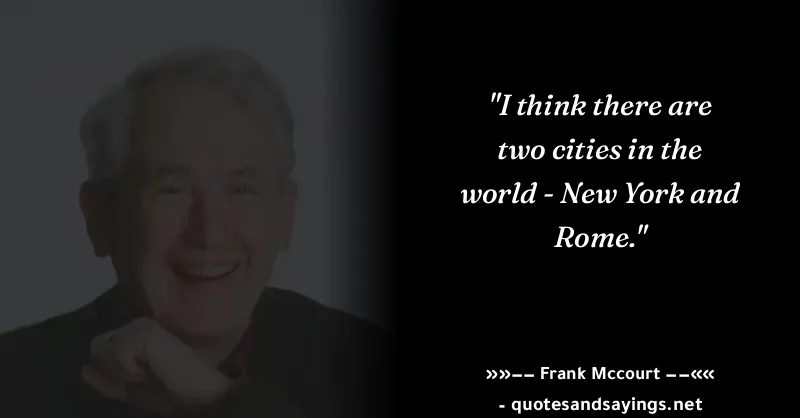 "I think there are
two cities in the
world - New York and
Rome."
»»−− Frank Mccourt −−««
- quotesandsayings.net